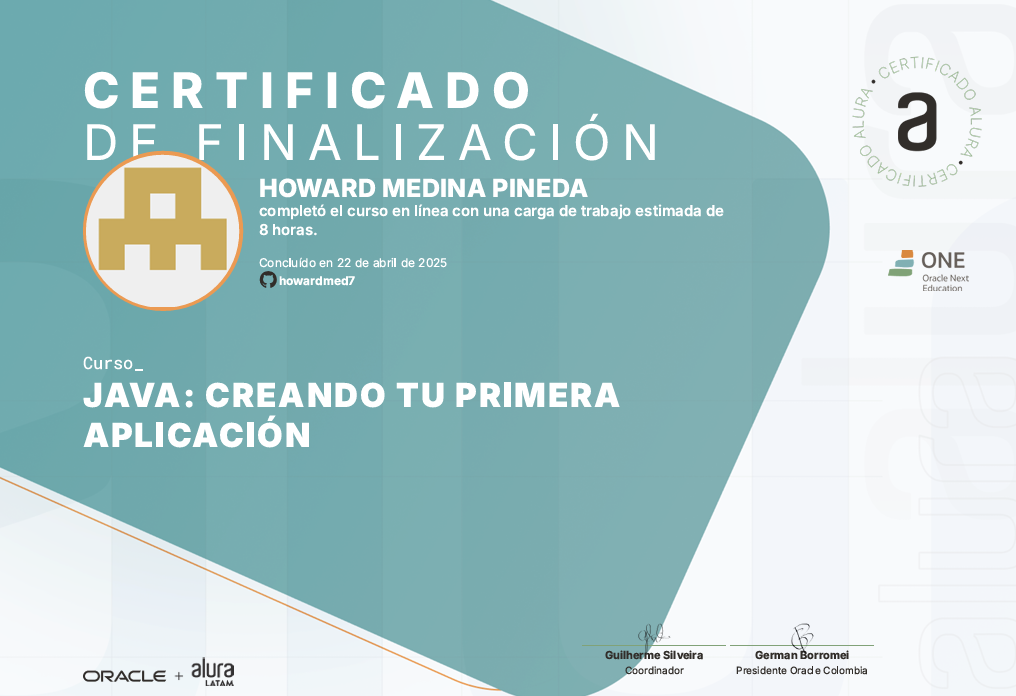 CERTIFICADO
DE FINALIZACIÓN
HOWARD MEDINA PINEDA
completó el curso en línea con una carga de trabajo estimada de
8 horas.
Concluído en 22 de abril de 2025
howardmed7
Curso_
JAVA: CREANDO TU PRIMERA
APLICACIÓN
CERTIFICADO ALURA • CERTIFICADO ALURA •
a
ONE
Oracle Next
Education
alura
Guilherme Silveira
Coordinador
German Borromei
Presidente Oracle Colombia
ORACLE + alura
LATAM